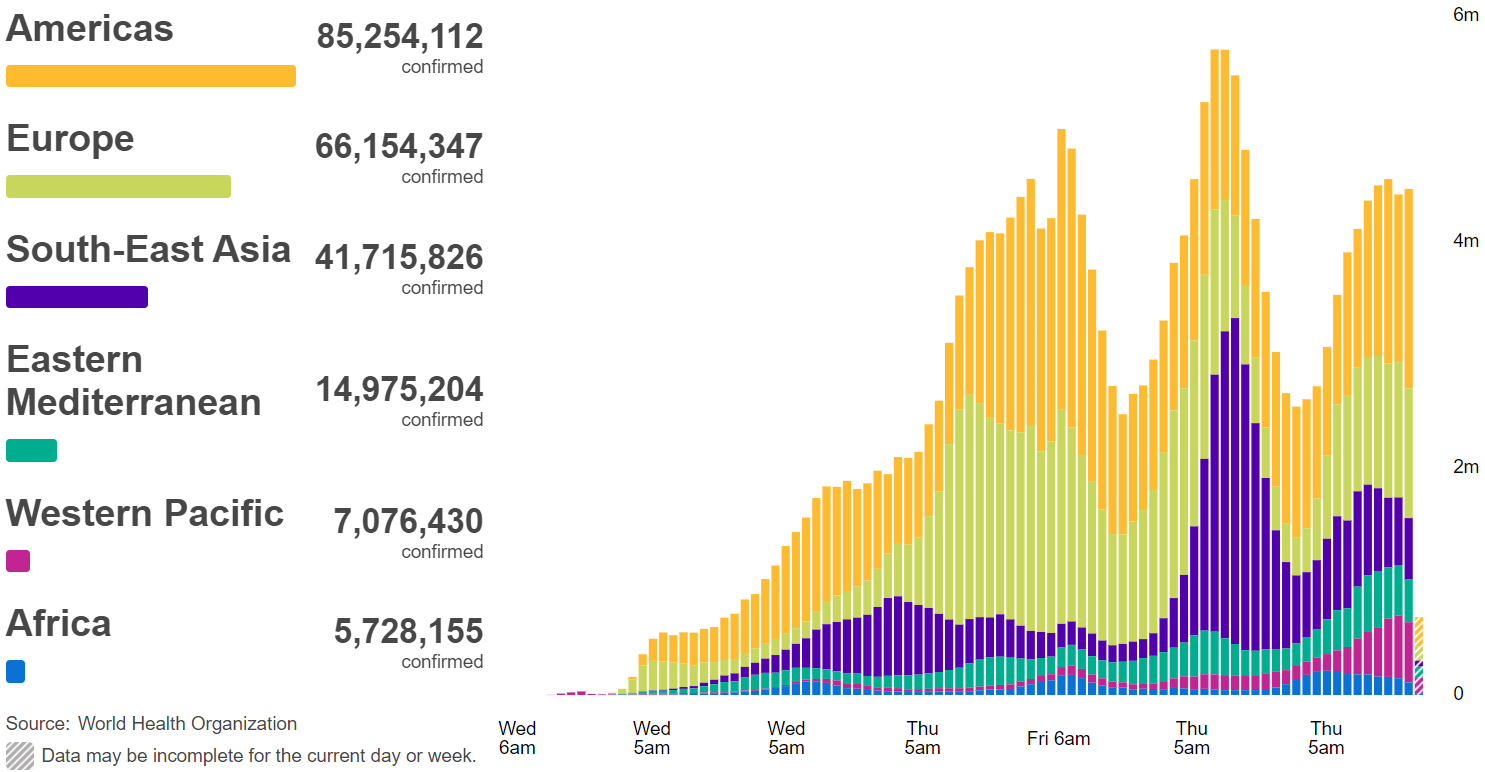 Americas
85,254,112
confirmed
Europe
66,154,347
confirmed
South-East Asia
41,715,826
confirmed
Eastern
Mediterranean
14,975,204
confirmed
Western Pacific
7,076,430
confirmed
Africa
5,728,155
confirmed
Source: World Health Organization
Data may be incomplete for the current day or week.
6m
4m
2m
0
Wed
6am
Wed
5am
Wed
5am
Thu
5am
Fri 6am
Thu
5am
Thu
5am